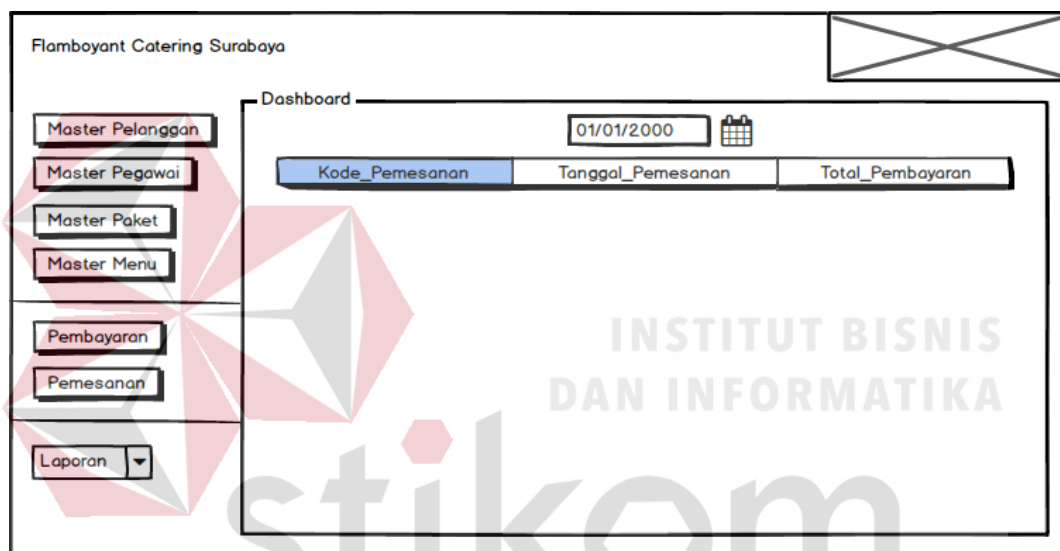 Flamboyant Catering Surabaya
Dashboard
Master Pelanggan
01/01/2000
Master Pegawai
Kode_Pemesanan Tanggal_Pemesanan Total_Pembayaran
Master Paket
Master Menu
Pembayaran
Pemesanan
Laporan
INSTITUT BISNIS
DAN INFORMATIKA
stikom